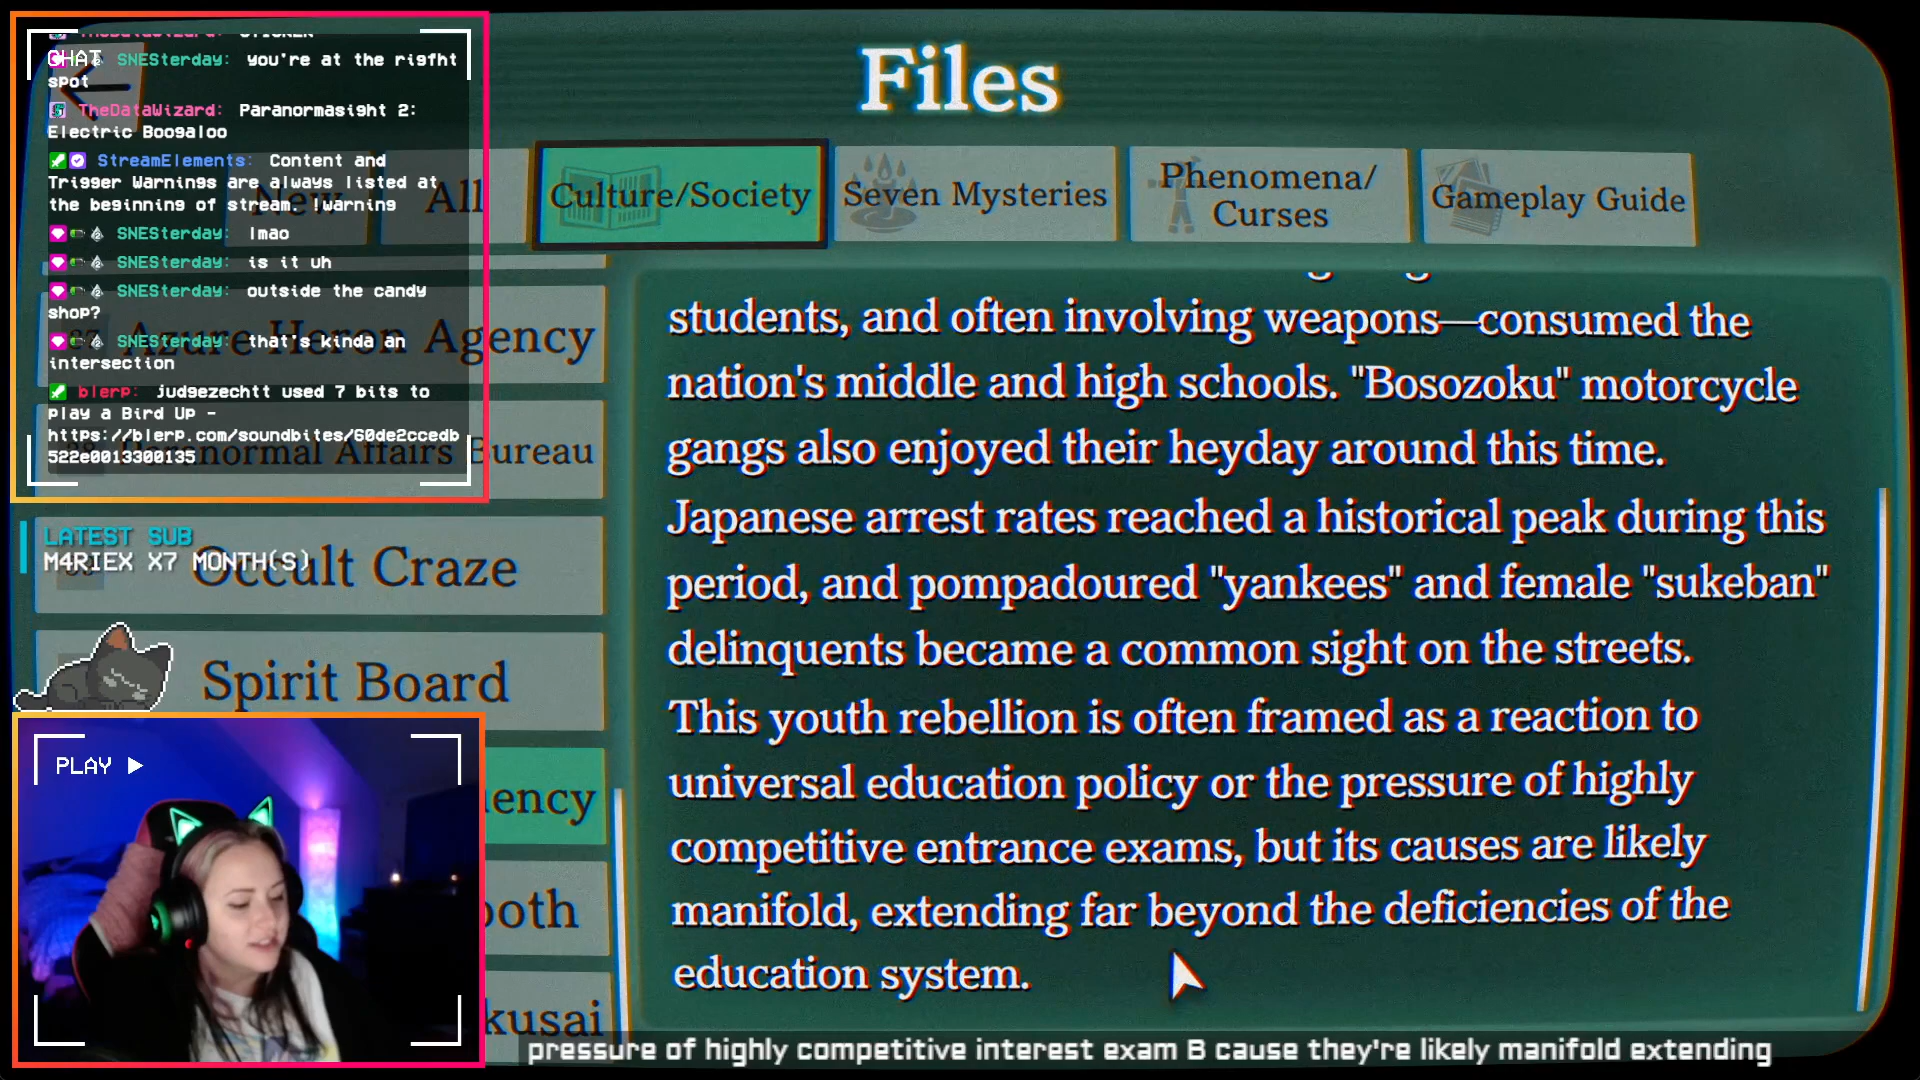 CHAT
SNESterday: you're at the rigfht
spot
TheDataWizard: Paranormasight 2:
Electric Boogaloo
StreamElements: Content and
Trigger Warnings are always listed at
the beginning of stream. !warning
SNESterday: lmao
SNESterday: is it uh
SNESterday: outside the candy
shop?
SNESterday: that's kinda an
intersection
blerp: judgezechtt used 7 bits to
play a Bird Up -
https://blerp.com/soundbites/60de2ccedb
522e0013300135
LATEST SUB
M4RIEX X7 MONTH(S)
PLAY
Files
New
All
Culture/Society
Seven Mysteries
Phenomena/
Curses
Gameplay Guide
Azure Heron Agency
Paranormal Affairs Bureau
Occult Craze
Spirit Board
students, and often involving weapons—consumed the
nation's middle and high schools. "Bosozoku" motorcycle
gangs also enjoyed their heyday around this time.
Japanese arrest rates reached a historical peak during this
period, and pompadoured "yankees" and female "sukeban"
delinquents became a common sight on the streets.
This youth rebellion is often framed as a reaction to
universal education policy or the pressure of highly
competitive entrance exams, but its causes are likely
manifold, extending far beyond the deficiencies of the
education system.
pressure of highly competitive interest exam B cause they're likely manifold extending